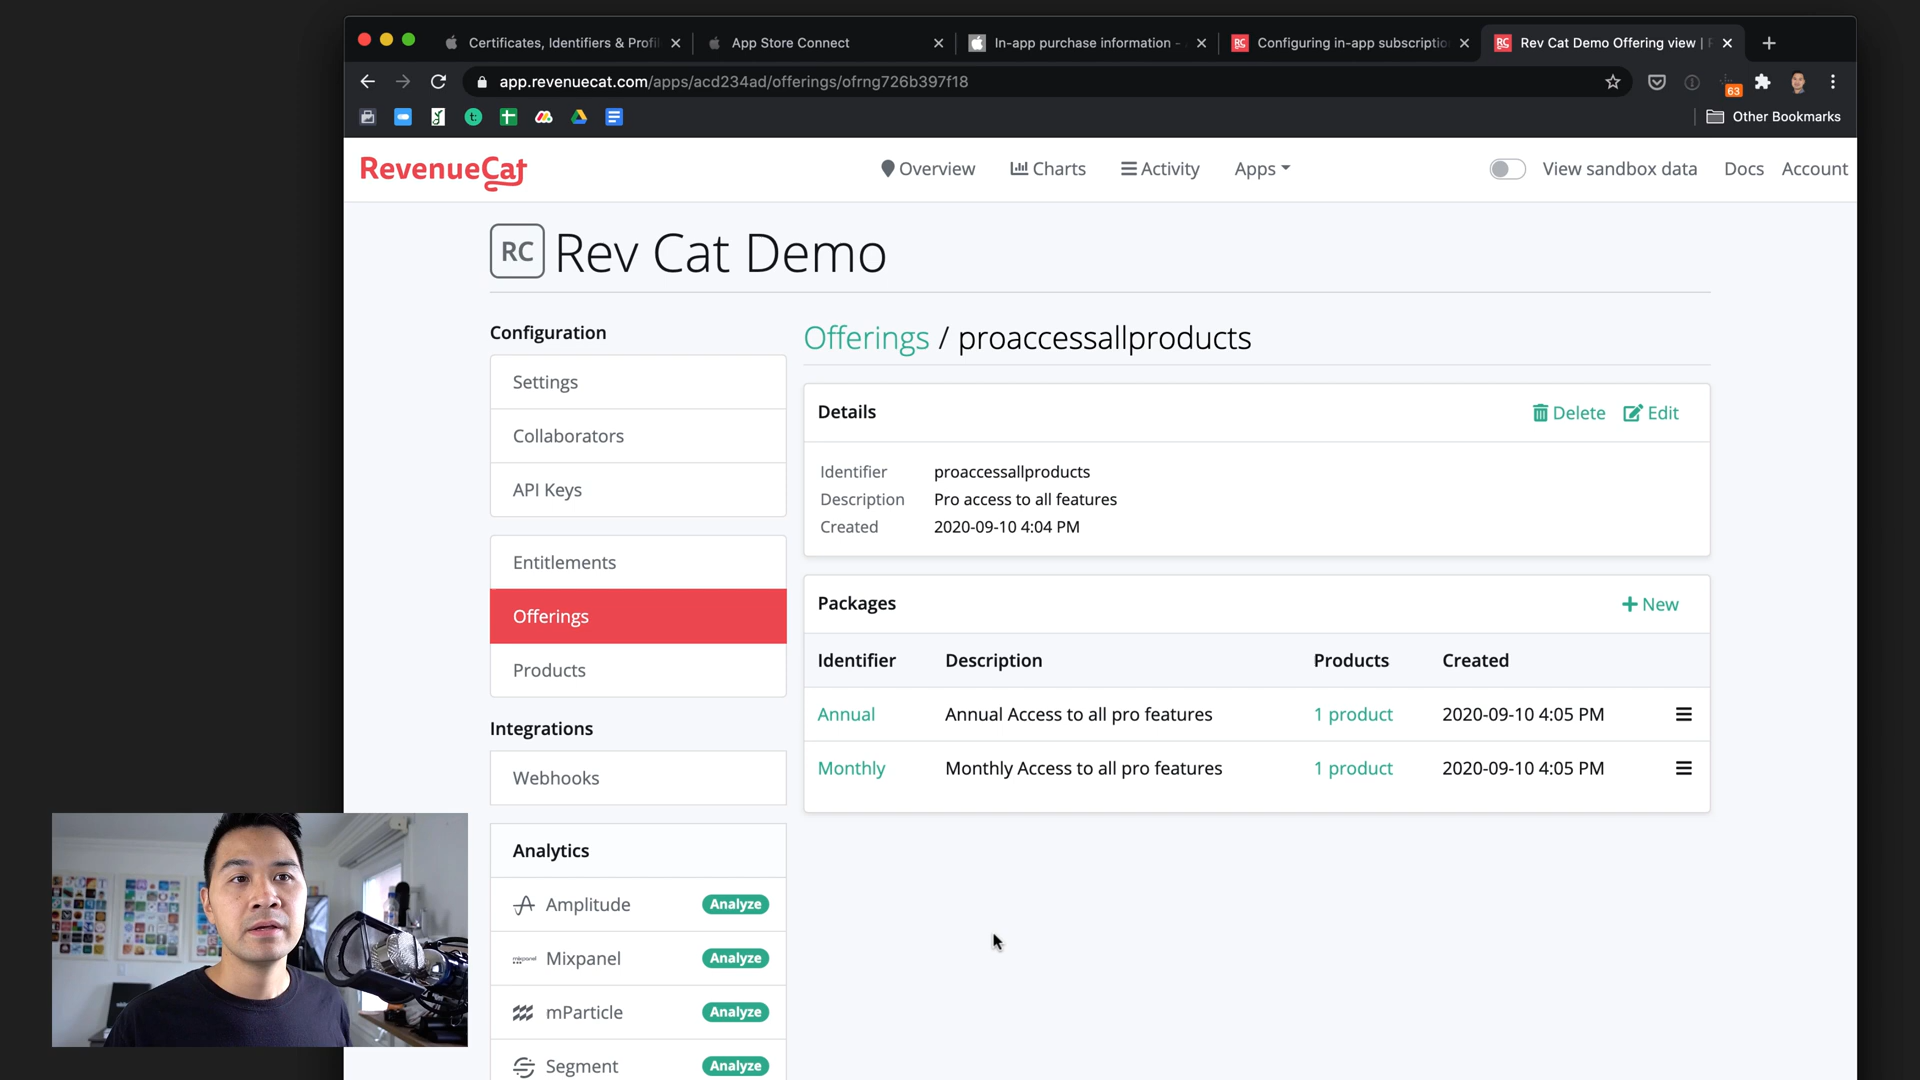 Certificates, Identifiers & Profil
App Store Connect
In-app purchase information -
Configuring in-app subscriptio
Rev Cat Demo Offering view |
app.revenuecat.com/apps/acd234ad/offerings/ofrng726b397f18
63
Other Bookmarks
RevenueCat
Overview
Charts
Activity
Apps
View sandbox data
Docs
Account
RC Rev Cat Demo
Configuration
Settings
Collaborators
API Keys
Entitlements
Offerings
Products
Integrations
Webhooks
Analytics
Amplitude Analyze
Mixpanel Analyze
mParticle Analyze
Segment Analyze
Offerings / proaccessallproducts
Details
Delete Edit
Identifier proaccessallproducts
Description Pro access to all features
Created 2020-09-10 4:04 PM
Packages
+ New
Identifier Description Products Created
Annual Annual Access to all pro features 1 product 2020-09-10 4:05 PM
Monthly Monthly Access to all pro features 1 product 2020-09-10 4:05 PM